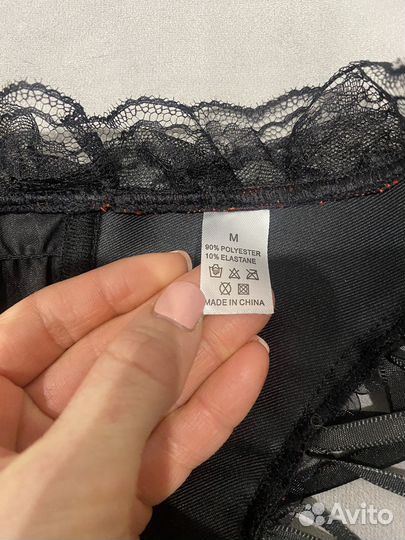 M
90% POLYESTER
10% ELASTANE
MADE IN CHINA
Avito